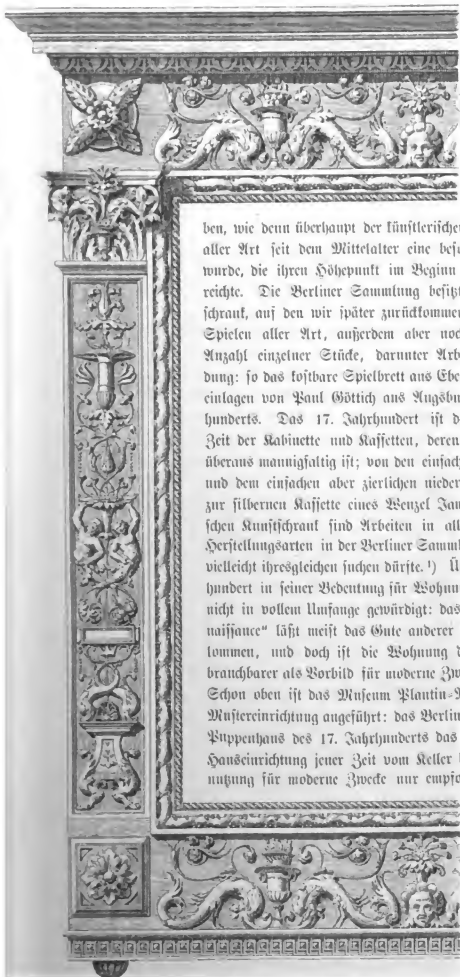 ben, wie denn überhaupt der künstlerischen
aller Art seit dem Mittelalter eine beso
wurde, die ihren Höhepunkt im Beginn
reichte. Die Berliner Sammlung besitzt
schrank, auf den wir später zurückkommen
Spielen aller Art, außerdem aber noch
Anzahl einzelner Stücke, darunter Arb
dung: so das kostbare Spielbrett aus Ebe
einlagen von Paul Göttich aus Augsbu
hunderts. Das 17. Jahrhundert ist d
Zeit der Kabinette und Kassetten, deren
überaus mannigfaltig ist; von den einfach
und dem einfachen aber zierlichen nieder
zur silbernen Kassette eines Wenzel Jam
schen Kunstschrank sind Arbeiten in all
Herstellungsarten in der Berliner Samml
vielleicht ihresgleichen suchen dürfte. ¹) Ü
hundert in seiner Bedeutung für Wohnu
nicht in vollem Umfange gewürdigt: das
naissance“ läßt meist das Gute anderer
kommen, und doch ist die Wohnung d
brauchbarer als Vorbild für moderne Zw
Schon oben ist das Museum Plantin-
Mustereinrichtung angeführt: das Berlin
Puppenhaus des 17. Jahrhunderts das
Hauseinrichtung jener Zeit vom Keller
nutzung für moderne Zwecke nur empfo